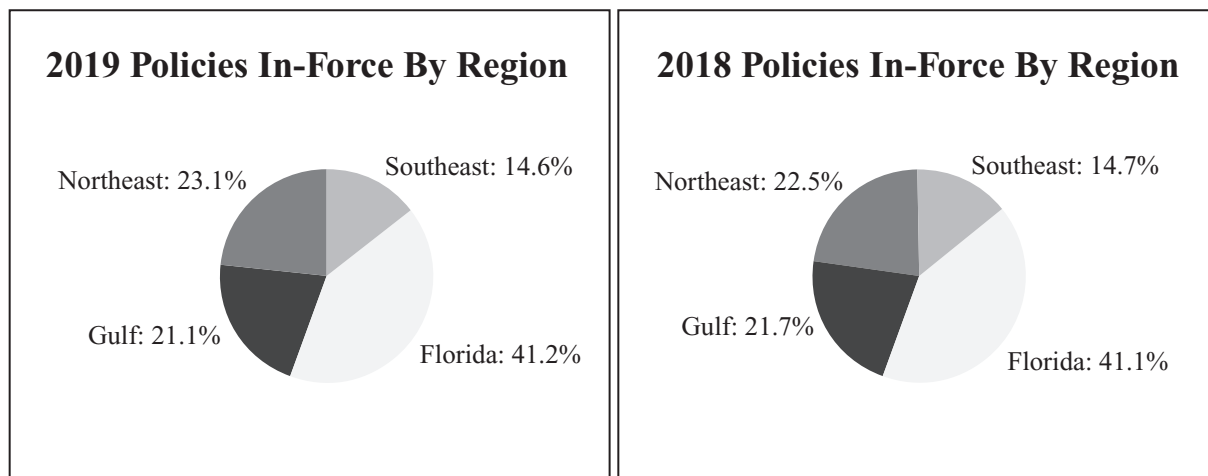 2019 Policies In-Force By Region
Northeast: 23.1%
Southeast: 14.6%
Gulf: 21.1%
Florida: 41.2%
2018 Policies In-Force By Region
Northeast: 22.5%
Southeast: 14.7%
Gulf: 21.7%
Florida: 41.1%